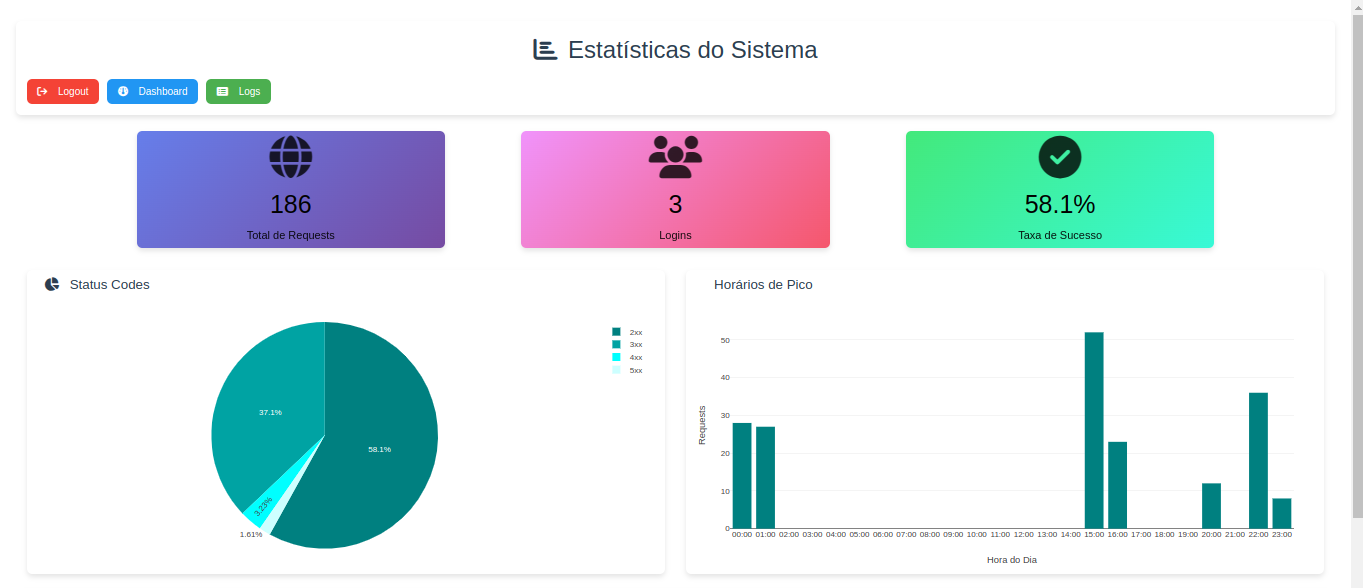 Estatísticas do Sistema
Logout
Dashboard
Logs
186
Total de Requests
3
Logins
58.1%
Taxa de Sucesso
Status Codes
2xx
3xx
4xx
5xx
37.1%
58.1%
3.23%
1.61%
Horários de Pico
Requests
50
40
30
20
10
0
00:00 01:00 02:00 03:00 04:00 05:00 06:00 07:00 08:00 09:00 10:00 11:00 12:00 13:00 14:00 15:00 16:00 17:00 18:00 19:00 20:00 21:00 22:00 23:00
Hora do Dia